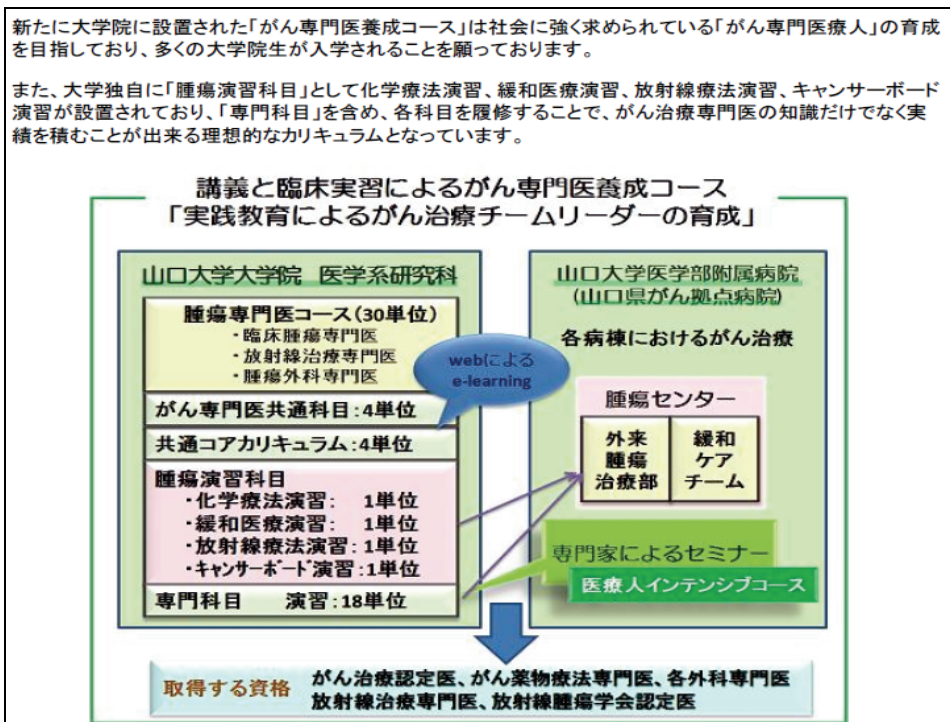 新たに大学院に設置された「がん専門医養成コース」は社会に強く求められている「がん専門医療人」の育成
を目指しており、多くの大学院生が入学されることを願っております。
また、大学独自に「腫瘍演習科目」として化学療法演習、緩和医療演習、放射線療法演習、キャンサーボード
演習が設置されており、「専門科目」を含め、各科目を履修することで、がん治療専門医の知識だけでなく実
績を積むことが出来る理想的なカリキュラムとなっています。
講義と臨床実習によるがん専門医養成コース
「実践教育によるがん治療チームリーダーの育成」
山口大学大学院 医学系研究科
腫瘍専門医コース(30単位)
・臨床腫瘍専門医
・放射線治療専門医
・腫瘍外科専門医
webによる
e-learning
がん専門医共通科目:4単位
共通コアカリキュラム:4単位
腫瘍演習科目
・化学療法演習: 1単位
・緩和医療演習: 1単位
・放射線療法演習:1単位
・キャンサーボード演習:1単位
専門科目 演習:18単位
山口大学医学部附属病院
(山口県がん拠点病院)
各病棟におけるがん治療
腫瘍センター
外来
腫瘍
治療部
緩和
ケア
チーム
専門家によるセミナー
医療人インテンシブコース
取得する資格
がん治療認定医、がん薬物療法専門医、各外科専門医
放射線治療専門医、放射線腫瘍学会認定医